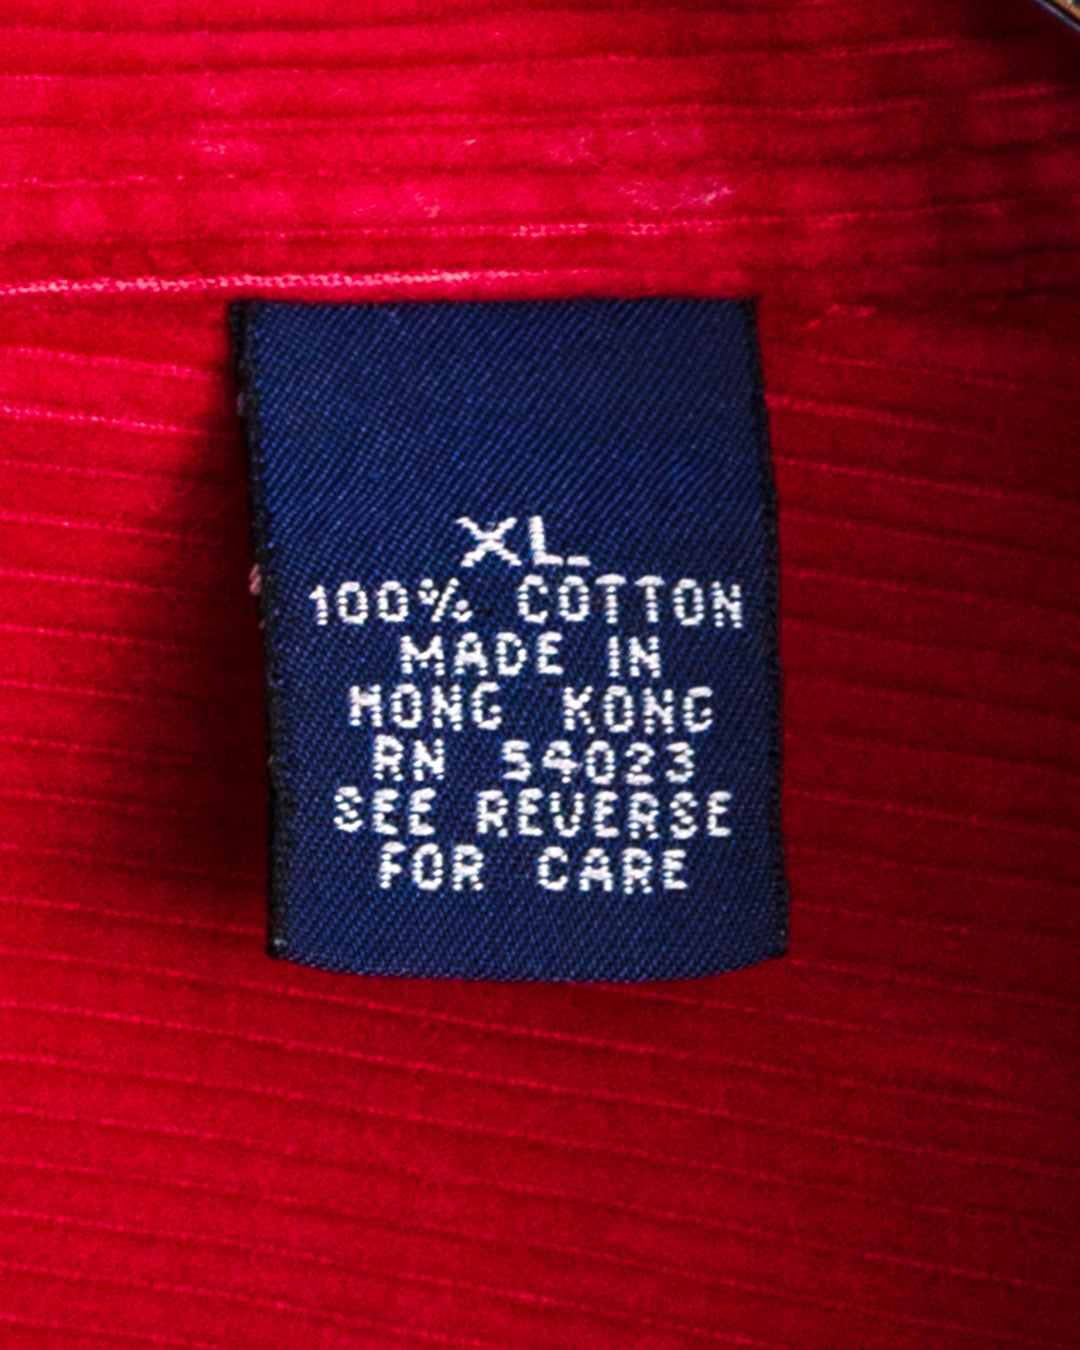 XL
100% COTTON
MADE IN
HONG KONG
RN 54023
SEE REVERSE
FOR CARE